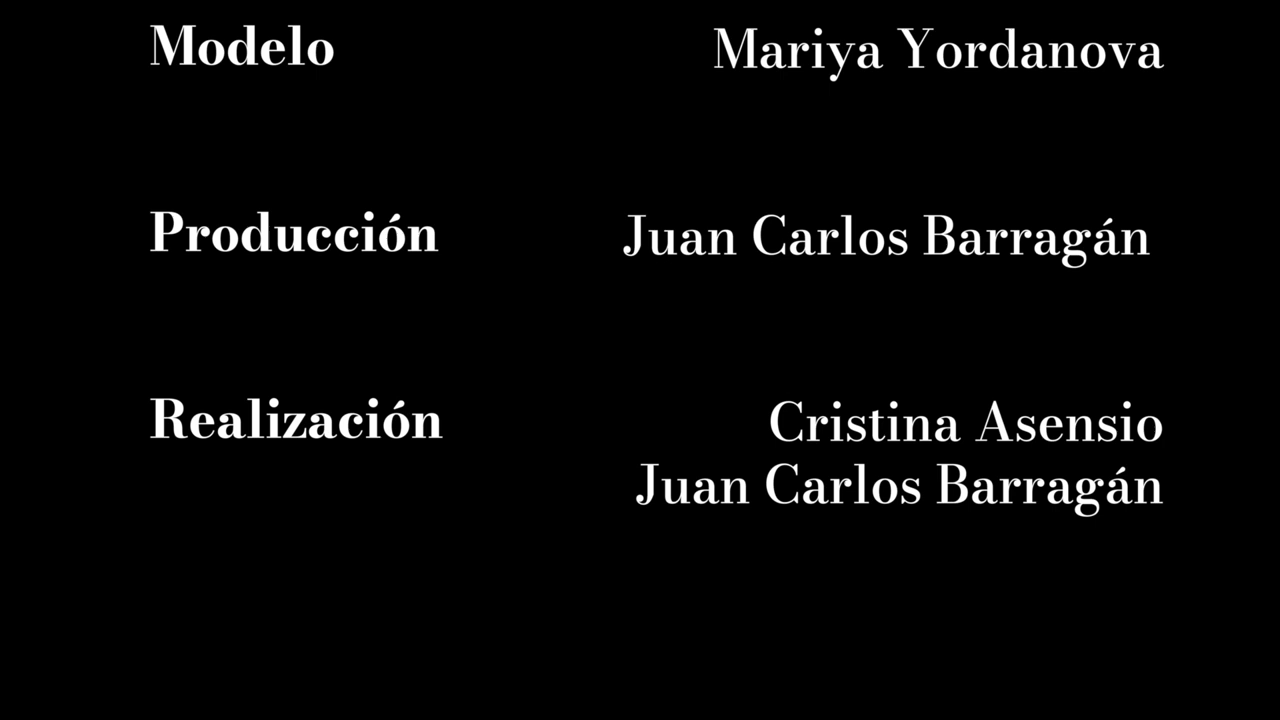 Modelo Mariya Yordanova
Producción Juan Carlos Barragán
Realización Cristina Asensio
Juan Carlos Barragán